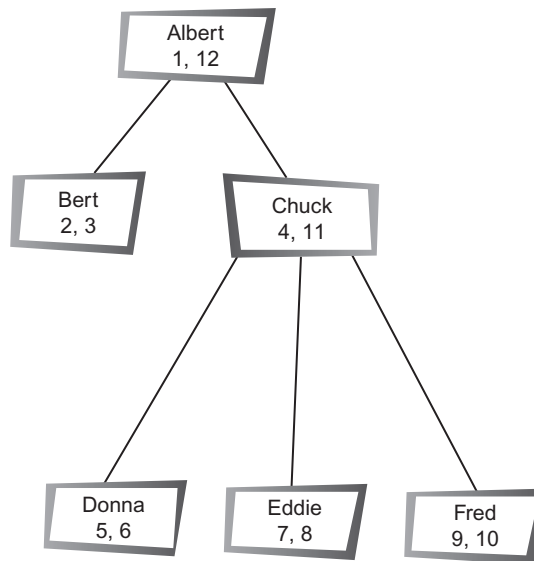 Albert
1, 12
Bert
2, 3
Chuck
4, 11
Donna
5, 6
Eddie
7, 8
Fred
9, 10